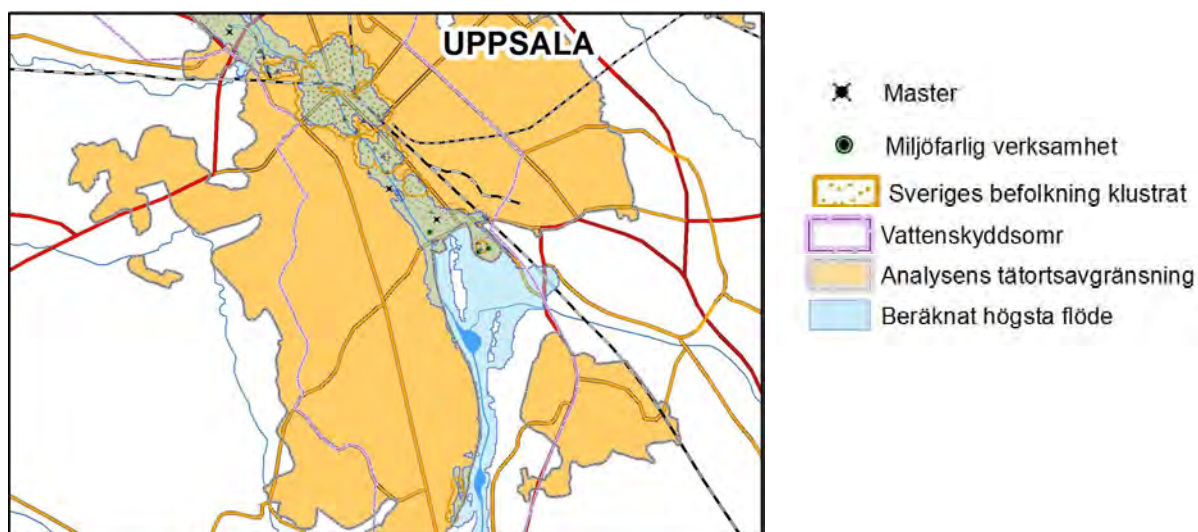 UPPSALA
Master
Miljöfarlig verksamhet
Sveriges befolkning klustrat
Vattenskyddsomr
Analysens tätortsavgränsning
Beräknat högsta flöde